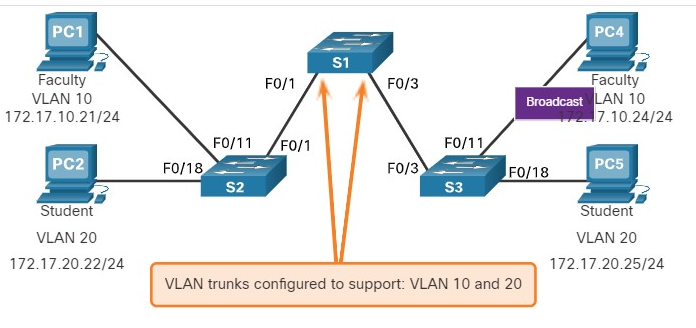 PC1
Faculty
VLAN 10
172.17.10.21/24
PC2
Student
VLAN 20
172.17.20.22/24
F0/11
F0/18
F0/1
S2
F0/1
S1
F0/3
F0/3
F0/11
F0/18
S3
Broadcast
PC4
Faculty
VLAN 10
172.17.10.24/24
PC5
Student
VLAN 20
172.17.20.25/24
VLAN trunks configured to support: VLAN 10 and 20